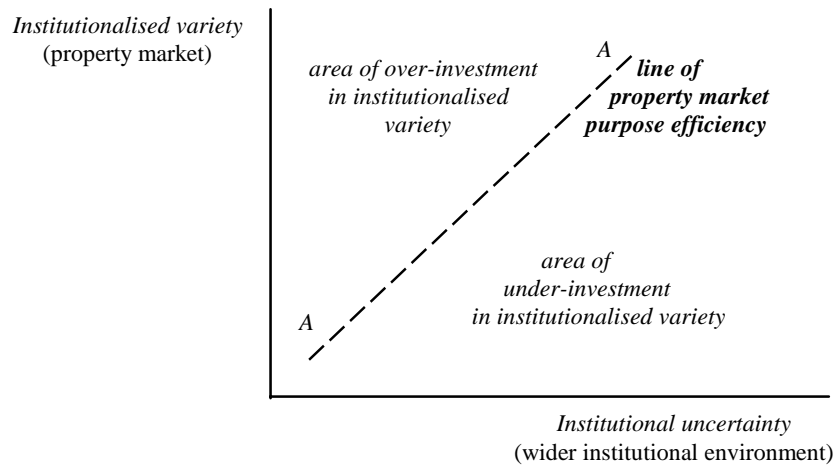 Institutionalised variety
(property market)
area of over-investment
in institutionalised
variety
A
line of
property market
purpose efficiency
area of
under-investment
in institutionalised variety
A
Institutional uncertainty
(wider institutional environment)